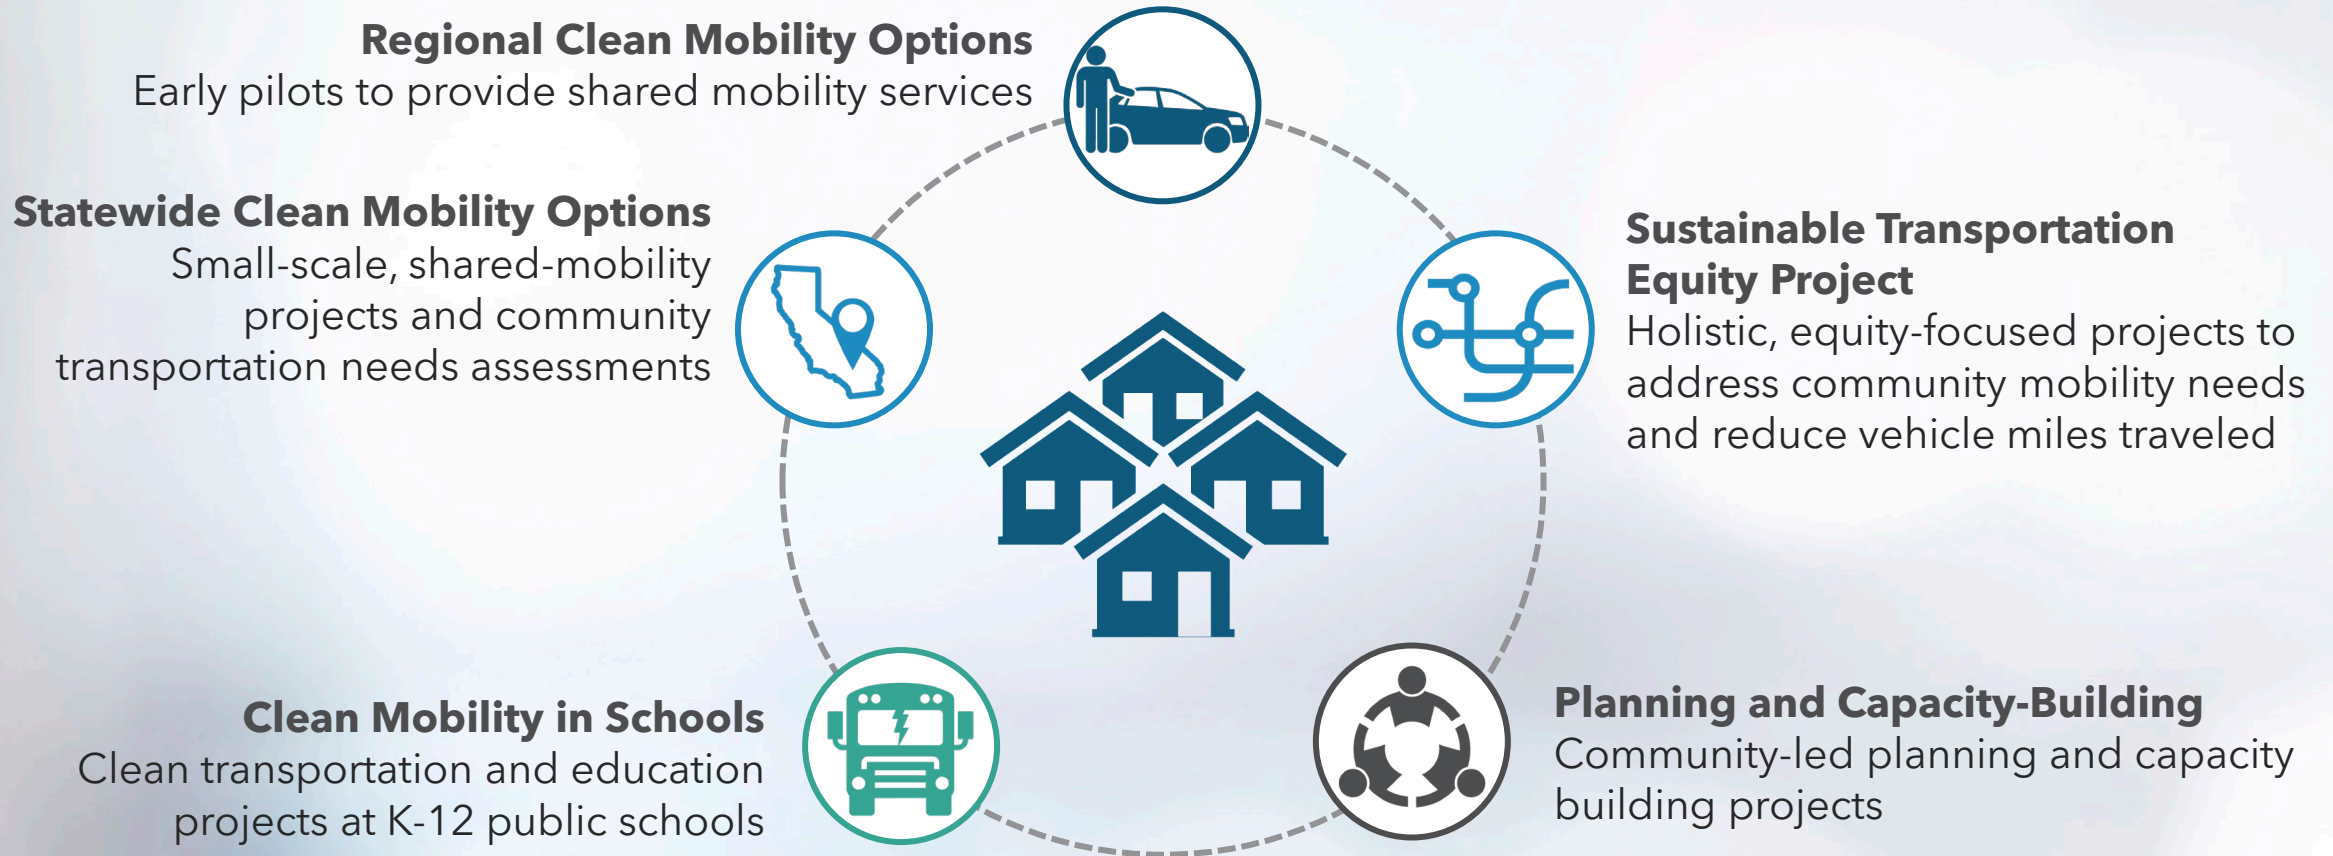 Regional Clean Mobility Options
Early pilots to provide shared mobility services
Statewide Clean Mobility Options
Small-scale, shared-mobility
projects and community
transportation needs assessments
Sustainable Transportation
Equity Project
Holistic, equity-focused projects to
address community mobility needs
and reduce vehicle miles traveled
Clean Mobility in Schools
Clean transportation and education
projects at K-12 public schools
Planning and Capacity-Building
Community-led planning and capacity
building projects